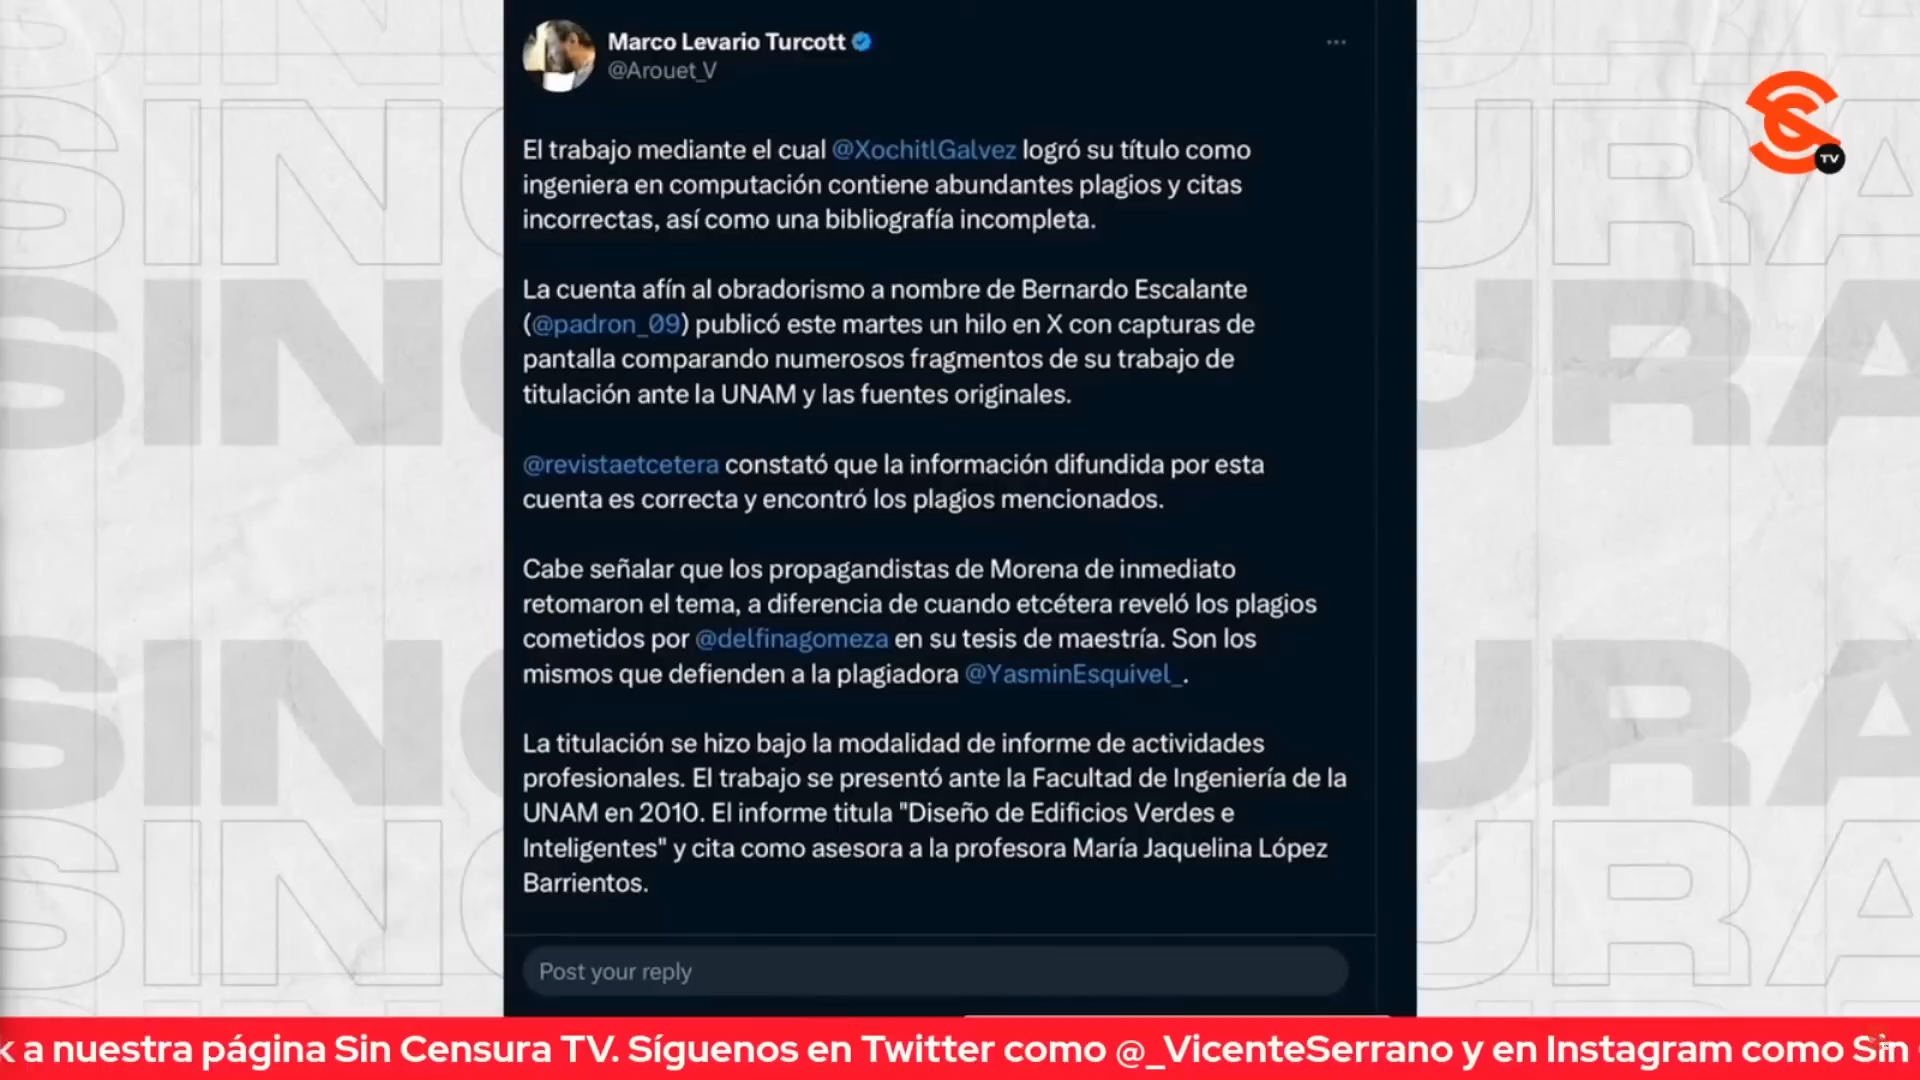 Marco Levario Turcott
@Arouet_V
El trabajo mediante el cual @XochitlGalvez logró su título como
ingeniera en computación contiene abundantes plagios y citas
incorrectas, así como una bibliografía incompleta.
La cuenta afín al obradorismo a nombre de Bernardo Escalante
(@padron_09) publicó este martes un hilo en X con capturas de
pantalla comparando numerosos fragmentos de su trabajo de
titulación ante la UNAM y las fuentes originales.
@revistaetcetera constató que la información difundida por esta
cuenta es correcta y encontró los plagios mencionados.
Cabe señalar que los propagandistas de Morena de inmediato
retomaron el tema, a diferencia de cuando etcétera reveló los plagios
cometidos por @delfinagomeza en su tesis de maestría. Son los
mismos que defienden a la plagiadora @YasminEsquivel_.
La titulación se hizo bajo la modalidad de informe de actividades
profesionales. El trabajo se presentó ante la Facultad de Ingeniería de la
UNAM en 2010. El informe titula "Diseño de Edificios Verdes e
Inteligentes" y cita como asesora a la profesora María Jaquelina López
Barrientos.
Post your reply
TV
SIN
SIN
SIN
SIN
URA
URA
URA
URA
k a nuestra página Sin Censura TV. Síguenos en Twitter como @_VicenteSerrano y en Instagram como Sin